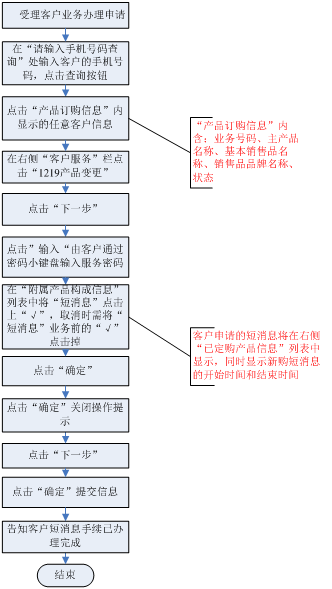 受理客户业务办理申请
在“请输入手机号码查
询”处输入客户的手机号
码，点击查询按钮
点击“产品订购信息”内
显示的任意客户信息
“产品订购信息”内
含：业务号码、主产品
名称、基本销售品名
称、销售品品牌名称、
状态
在右侧“客户服务”栏点
击“1219产品变更”
点击“下一步”
点击”输入“由客户通过
密码小键盘输入服务密码
在“附属产品构成信息”
列表中将“短消息”点击
上“√”，取消时需将“
短消息”业务前的“√”
点击掉
客户申请的短消息将在右侧
“已定购产品信息”列表中
显示，同时显示新购短消息
的开始时间和结束时间
点击“确定”
点击“确定”关闭操作提
示
点击“下一步”
点击“确定”提交信息
告知客户短消息手续已办
理完成
结束